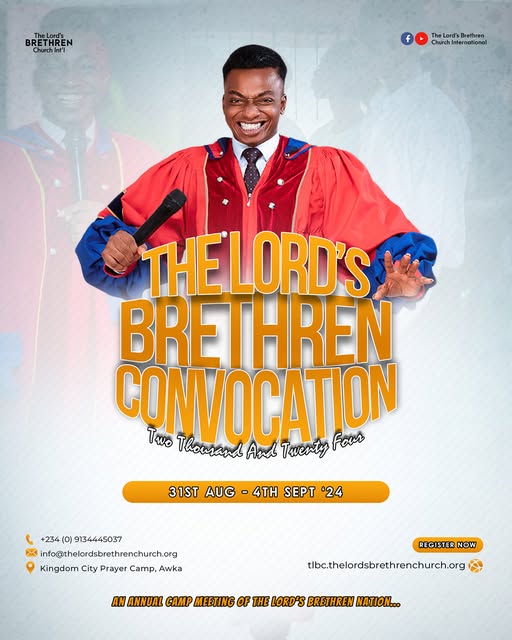 The Lord's
BRETHREN
Church Int'l
The Lord's Brethren
Church International
THE LORD'S
BRETHREN
CONVOCATION
Two Thousand And Twenty Four
31ST AUG - 4TH SEPT '24
+234 (0) 9134445037
info@thelordsbrethrenchurch.org
Kingdom City Prayer Camp, Awka
REGISTER NOW
tlbc.thelordsbrethrenchurch.org
AN ANNUAL CAMP MEETING OF THE LORD'S BRETHREN NATION...